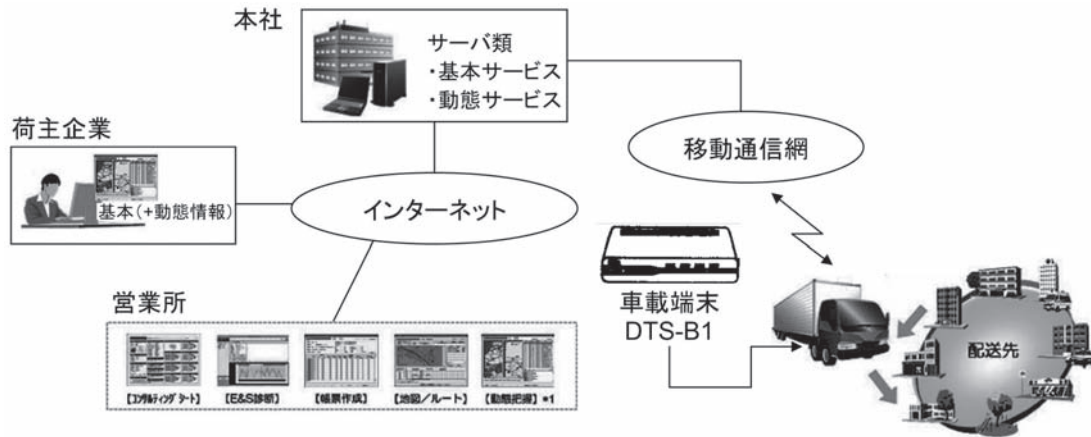 本社
サーバ類
・基本サービス
・動態サービス
荷主企業
基本(+動態情報)
インターネット
移動通信網
車載端末
DTS-B1
配送先
営業所
【コンサルティングシート】
【E&S診断】
【帳票作成】
【地図/ルート】
【動態把握】*1